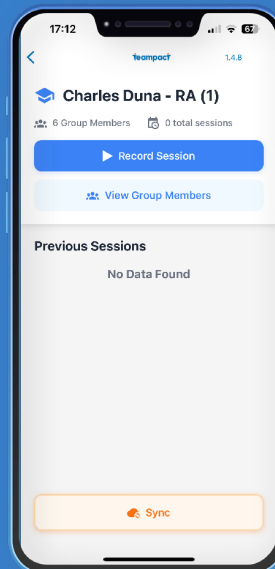 17:12
67
teampact
1.4.8
Charles Duna - RA (1)
6 Group Members 0 total sessions
Record Session
View Group Members
Previous Sessions
No Data Found
Sync